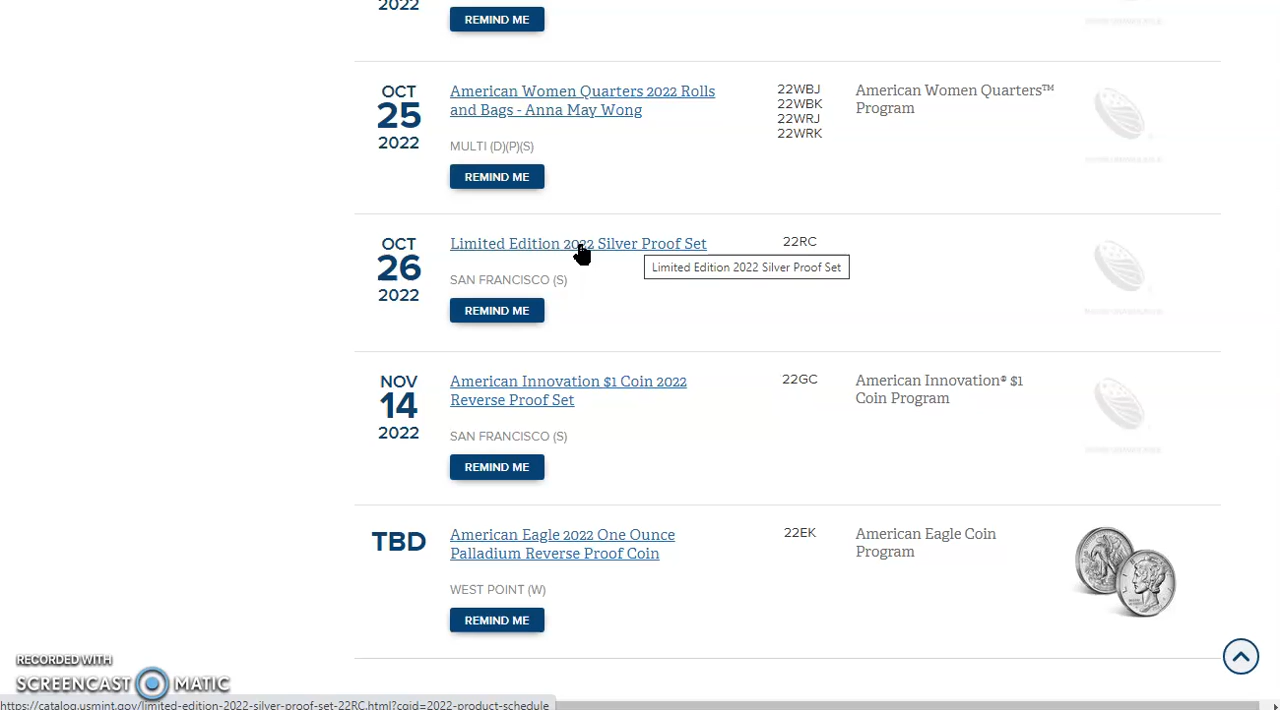 2022
REMIND ME
OCT
25
2022
American Women Quarters 2022 Rolls
and Bags - Anna May Wong
MULTI (D)(P)(S)
REMIND ME
22WBJ
22WBK
22WRJ
22WRK
American Women Quarters™
Program
OCT
26
2022
Limited Edition 2022 Silver Proof Set
SAN FRANCISCO (S)
REMIND ME
22RC
Limited Edition 2022 Silver Proof Set
NOV
14
2022
American Innovation $1 Coin 2022
Reverse Proof Set
SAN FRANCISCO (S)
REMIND ME
22GC
American Innovation® $1
Coin Program
TBD
American Eagle 2022 One Ounce
Palladium Reverse Proof Coin
WEST POINT (W)
REMIND ME
22EK
American Eagle Coin
Program
RECORDED WITH
SCREENCAST MATIC
https://catalog.usmint.gov/limited-edition-2022-silver-proof-set-22RC.html?cgid=2022-product-schedule